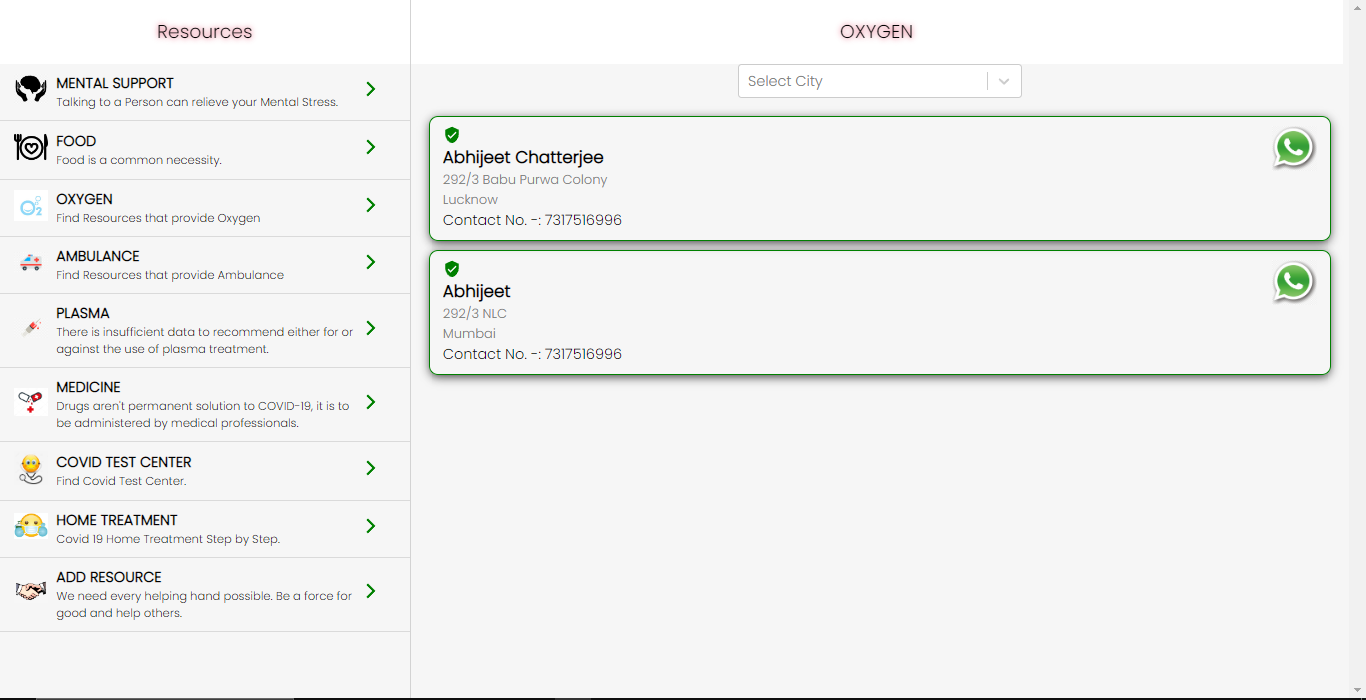 Resources
MENTAL SUPPORT
Talking to a Person can relieve your Mental Stress.
FOOD
Food is a common necessity.
O2
OXYGEN
Find Resources that provide Oxygen
AMBULANCE
Find Resources that provide Ambulance
PLASMA
There is insufficient data to recommend either for or
against the use of plasma treatment.
MEDICINE
Drugs aren't permanent solution to COVID-19, it is to
be administered by medical professionals.
COVID TEST CENTER
Find Covid Test Center.
HOME TREATMENT
Covid 19 Home Treatment Step by Step.
ADD RESOURCE
We need every helping hand possible. Be a force for
good and help others.
OXYGEN
Select City
Abhijeet Chatterjee
292/3 Babu Purwa Colony
Lucknow
Contact No. -: 7317516996
Abhijeet
292/3 NLC
Mumbai
Contact No. -: 7317516996